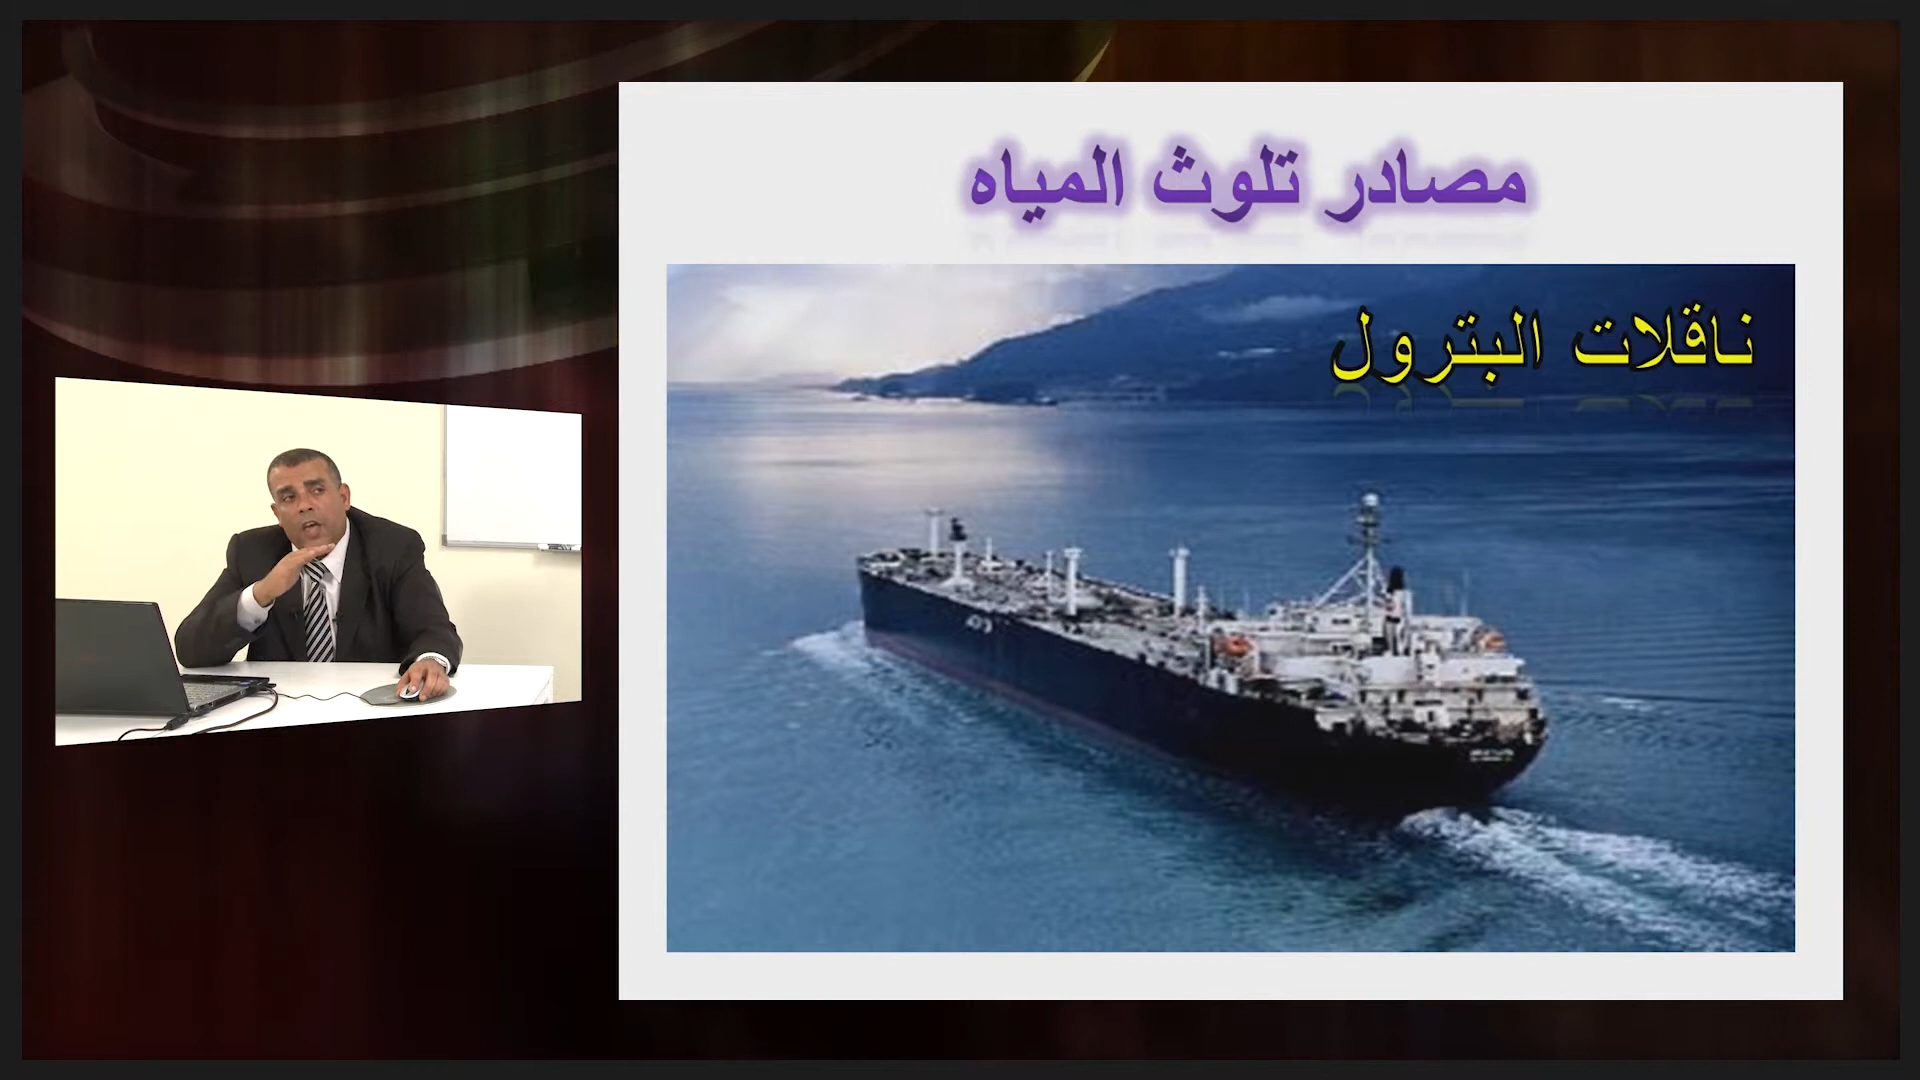 مصادر تلوث المياه
ناقلات البترول